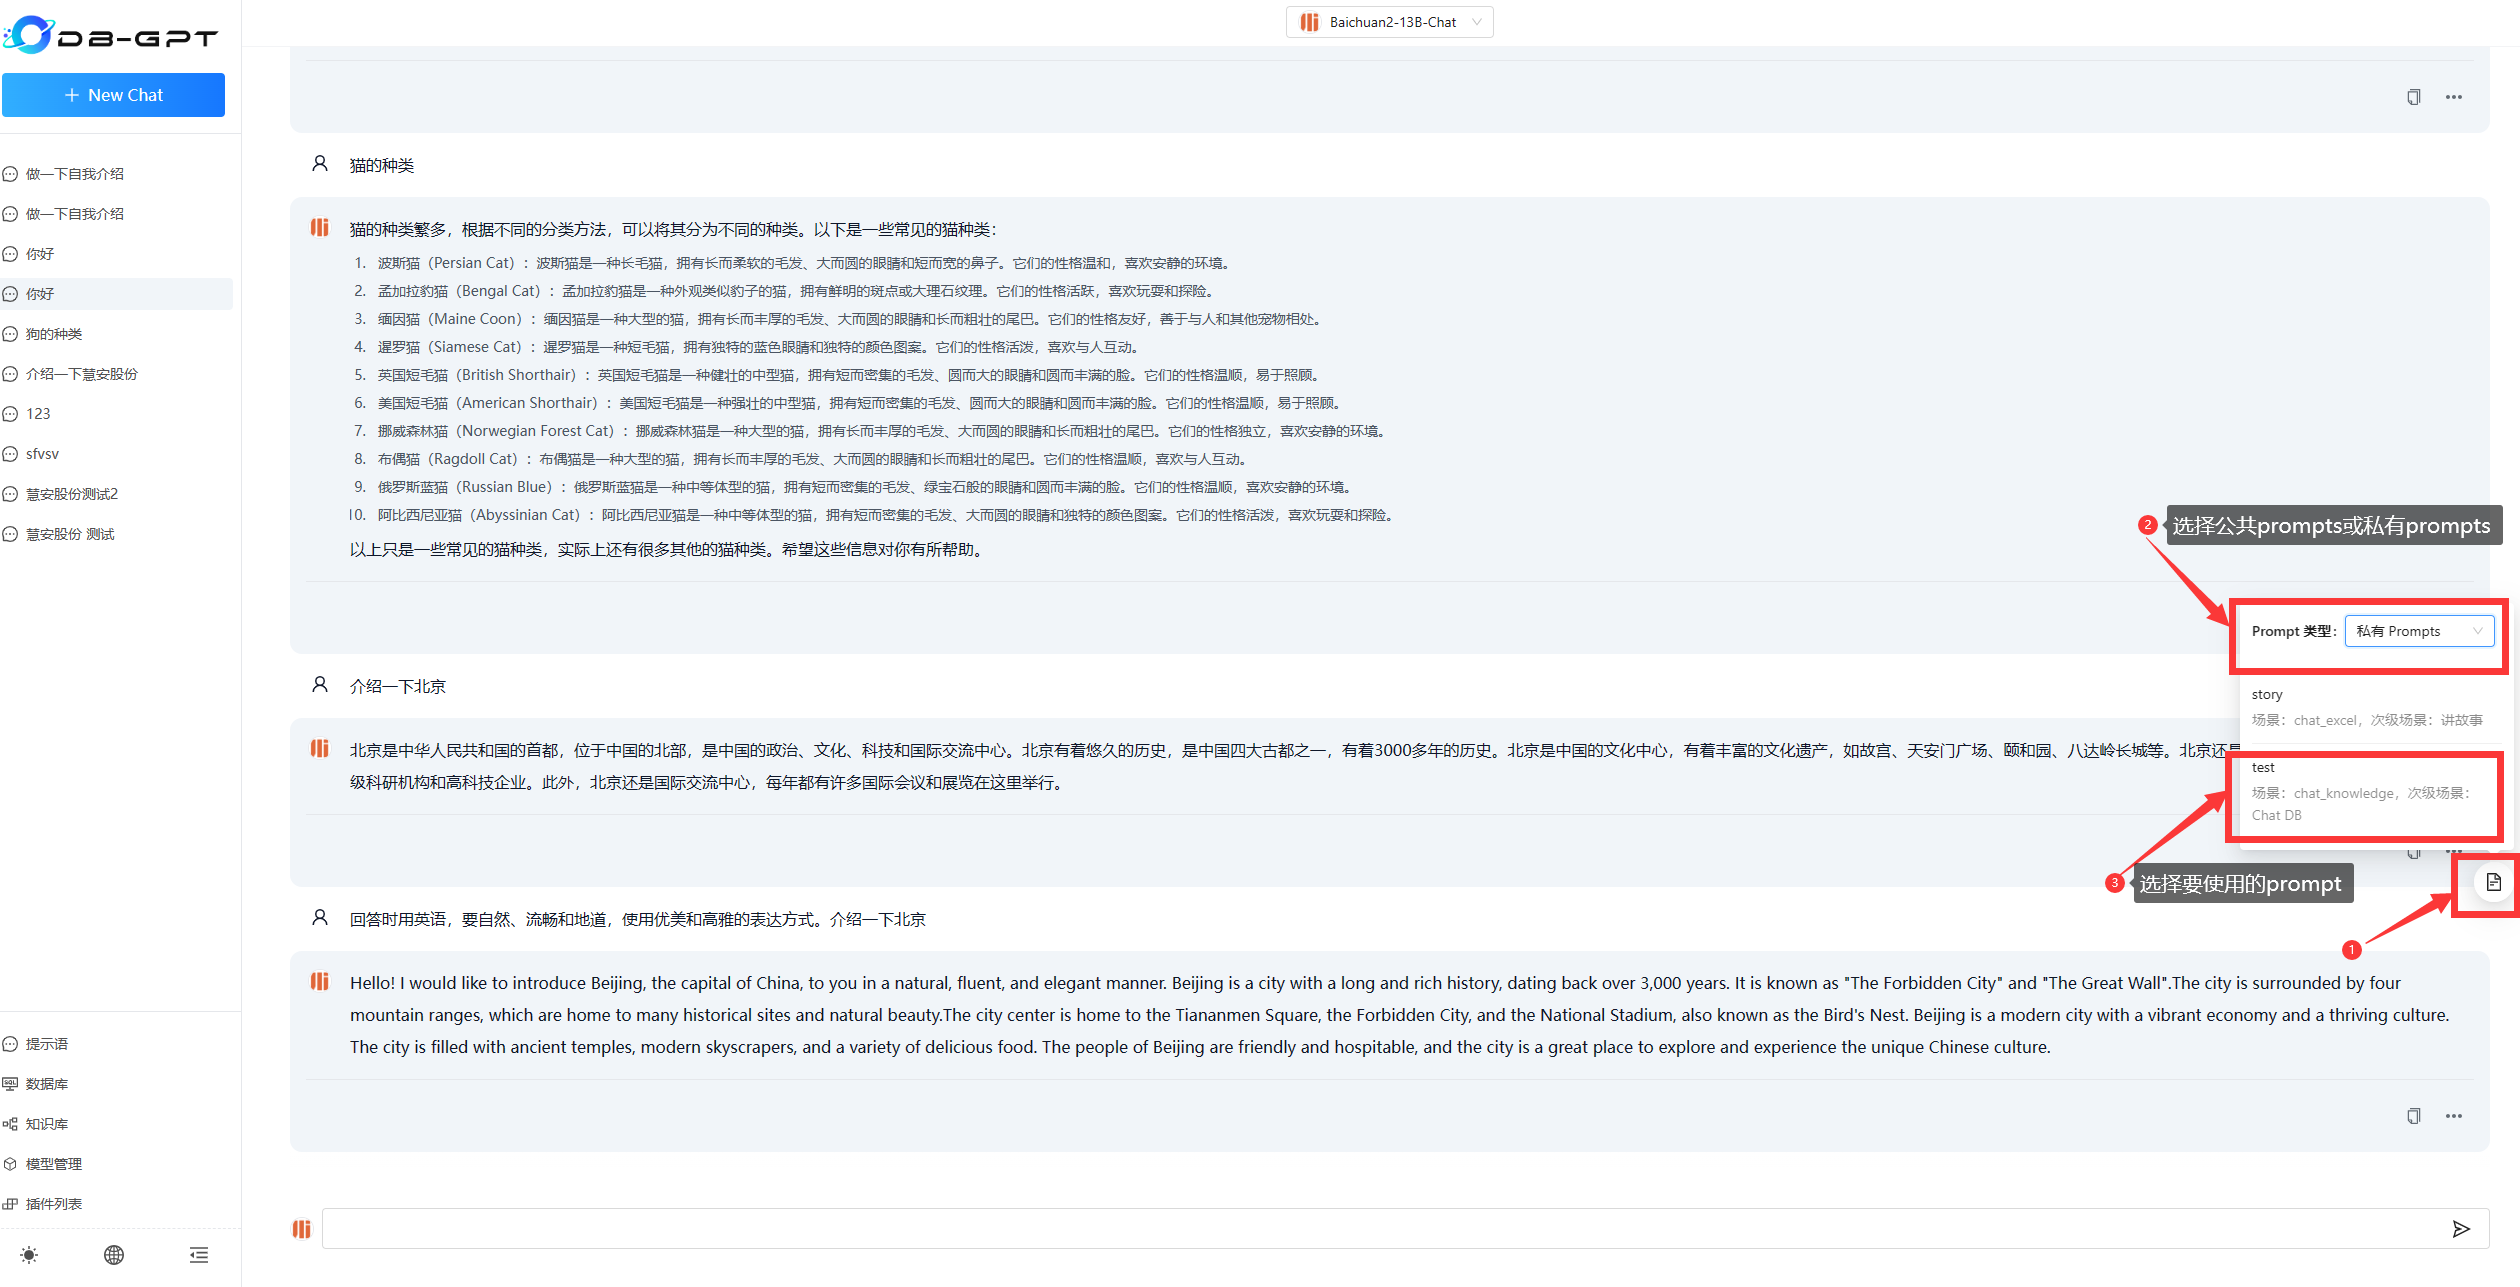 DB-GPT
+ New Chat
做一下自我介绍
做一下自我介绍
你好
你好
狗的种类
介绍一下慧安股份
123
sfvsv
慧安股份测试2
慧安股份 测试
提示语
数据库
知识库
模型管理
插件列表
Baichuan2-13B-Chat
猫的种类
猫的种类繁多，根据不同的分类方法，可以将其分为不同的种类。以下是一些常见的猫种类：
1. 波斯猫（Persian Cat）：波斯猫是一种长毛猫，拥有长而柔软的毛发、大而圆的眼睛和短而宽的鼻子。它们的性格温和，喜欢安静的环境。
2. 孟加拉豹猫（Bengal Cat）：孟加拉豹猫是一种外观类似豹子的猫，拥有鲜明的斑点或大理石纹理。它们的性格活跃，喜欢玩耍和探险。
3. 缅因猫（Maine Coon）：缅因猫是一种大型的猫，拥有长而丰厚的毛发、大而圆的眼睛和长而粗壮的尾巴。它们的性格友好，善于与人和其他宠物相处。
4. 暹罗猫（Siamese Cat）：暹罗猫是一种短毛猫，拥有独特的蓝色眼睛和独特的颜色图案。它们的性格活泼，喜欢与人互动。
5. 英国短毛猫（British Shorthair）：英国短毛猫是一种健壮的中型猫，拥有短而密集的毛发、圆而大的眼睛和圆而丰满的脸。它们的性格温顺，易于照顾。
6. 美国短毛猫（American Shorthair）：美国短毛猫是一种强壮的中型猫，拥有短而密集的毛发、圆而大的眼睛和圆而丰满的脸。它们的性格温顺，易于照顾。
7. 挪威森林猫（Norwegian Forest Cat）：挪威森林猫是一种大型的猫，拥有长而丰厚的毛发、大而圆的眼睛和长而粗壮的尾巴。它们的性格独立，喜欢安静的环境。
8. 布偶猫（Ragdoll Cat）：布偶猫是一种大型的猫，拥有长而丰厚的毛发、大而圆的眼睛和长而粗壮的尾巴。它们的性格温顺，喜欢与人互动。
9. 俄罗斯蓝猫（Russian Blue）：俄罗斯蓝猫是一种中等体型的猫，拥有短而密集的毛发、绿宝石般的眼睛和圆而丰满的脸。它们的性格温顺，喜欢安静的环境。
10. 阿比西尼亚猫（Abyssinian Cat）：阿比西尼亚猫是一种中等体型的猫，拥有短而密集的毛发、大而圆的眼睛和独特的颜色图案。它们的性格活泼，喜欢玩耍和探险。
以上只是一些常见的猫种类，实际上还有很多其他的猫种类。希望这些信息对你有所帮助。
2 选择公共prompts或私有prompts
Prompt 类型： 私有 Prompts
story
场景：chat_excel，次级场景：讲故事
test
场景：chat_knowledge，次级场景：
Chat DB
3 选择要使用的prompt
1
介绍一下北京
北京是中华人民共和国的首都，位于中国的北部，是中国的政治、文化、科技和国际交流中心。北京有着悠久的历史，是中国四大古都之一，有着3000多年的历史。北京是中国的文化中心，有着丰富的文化遗产，如故宫、天安门广场、颐和园、八达岭长城等。北京还是
级科研机构和高科技企业。此外，北京还是国际交流中心，每年都有许多国际会议和展览在这里举行。
回答时用英语，要自然、流畅和地道，使用优美和高雅的表达方式。介绍一下北京
Hello! I would like to introduce Beijing, the capital of China, to you in a natural, fluent, and elegant manner. Beijing is a city with a long and rich history, dating back over 3,000 years. It is known as "The Forbidden City" and "The Great Wall".The city is surrounded by four
mountain ranges, which are home to many historical sites and natural beauty.The city center is home to the Tiananmen Square, the Forbidden City, and the National Stadium, also known as the Bird's Nest. Beijing is a modern city with a vibrant economy and a thriving culture.
The city is filled with ancient temples, modern skyscrapers, and a variety of delicious food. The people of Beijing are friendly and hospitable, and the city is a great place to explore and experience the unique Chinese culture.